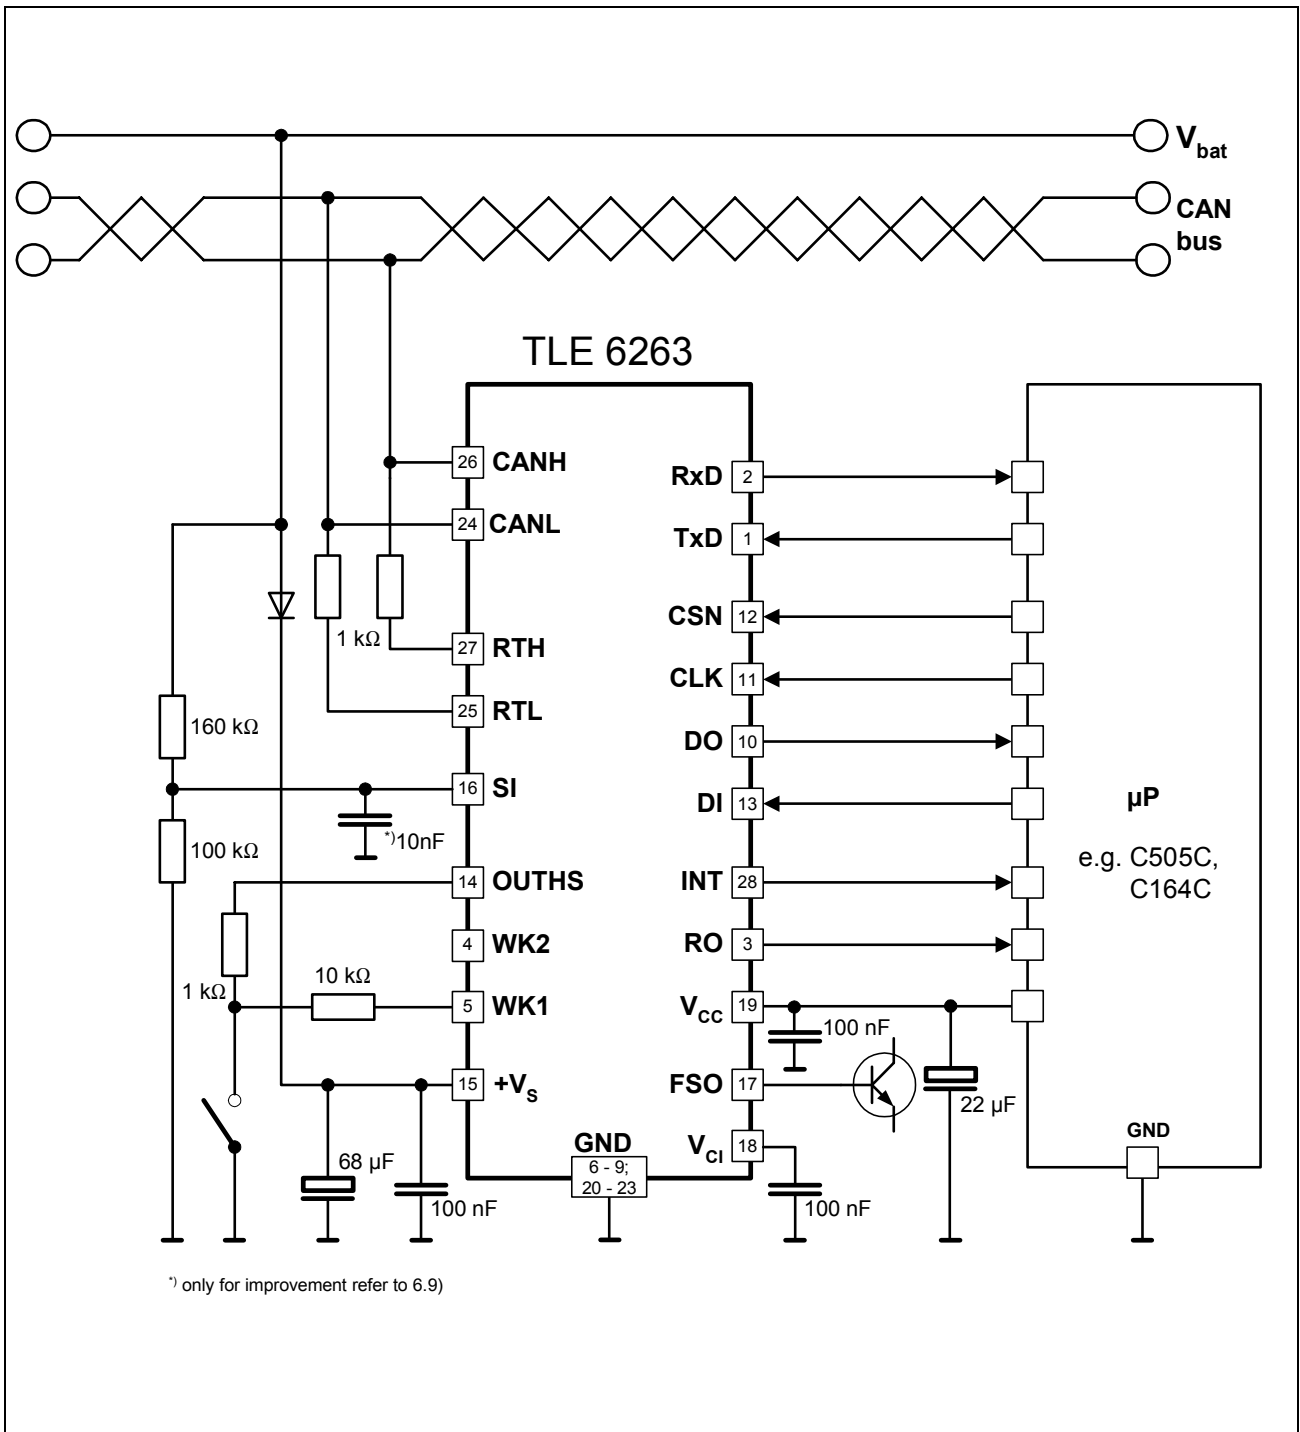 V_bat
CAN
bus
TLE 6263
26 CANH
24 CANL
1 kΩ
27 RTH
25 RTL
160 kΩ
16 SI
*)10nF
100 kΩ
14 OUTHS
4 WK2
1 kΩ
10 kΩ
5 WK1
15 +V_S
68 µF
100 nF
GND
6 - 9;
20 - 23
RxD 2
TxD 1
CSN 12
CLK 11
DO 10
DI 13
INT 28
RO 3
V_CC 19
100 nF
FSO 17
22 µF
V_CI 18
100 nF
µP
e.g. C505C,
C164C
GND
*) only for improvement refer to 6.9)